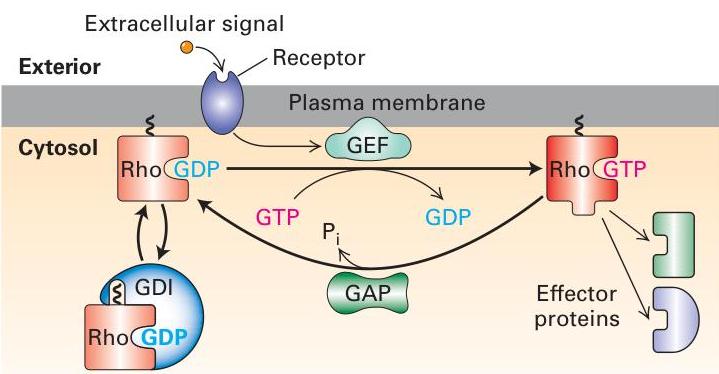 Extracellular signal
Exterior
Receptor
Plasma membrane
Cytosol
GEF
Rho GDP
Rho GTP
GTP
GDP
Pi
GDI
GAP
Rho GDP
Effector
proteins